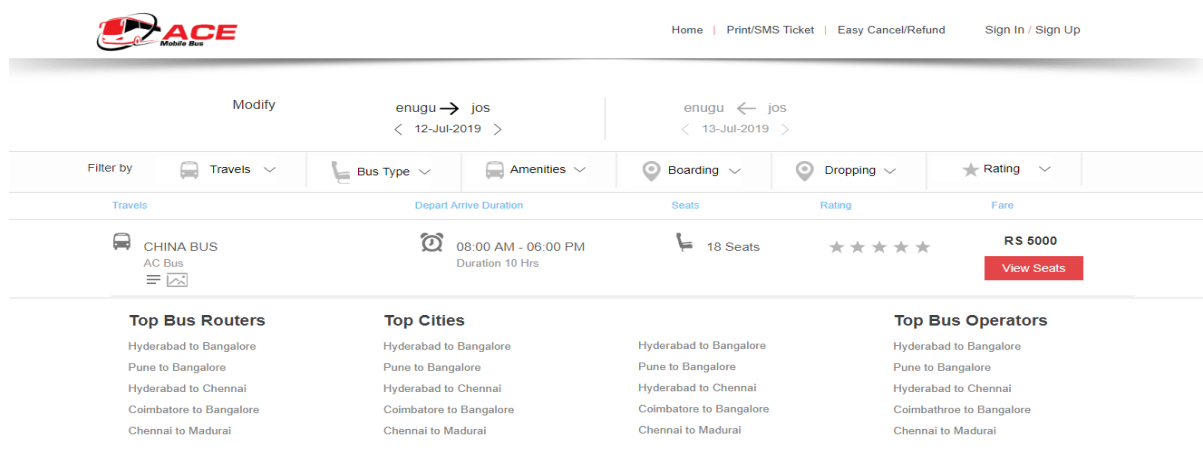 ACE
Mobile Bus
Home | Print/SMS Ticket | Easy Cancel/Refund Sign In / Sign Up
Modify
enugu → jos
< 12-Jul-2019 >
enugu ← jos
< 13-Jul-2019 >
Filter by Travels Bus Type Amenities Boarding Dropping Rating
Travels Depart Arrive Duration Seats Rating Fare
CHINA BUS 08:00 AM - 06:00 PM 18 Seats RS 5000
AC Bus Duration 10 Hrs View Seats
Top Bus Routers
Hyderabad to Bangalore
Pune to Bangalore
Hyderabad to Chennai
Coimbatore to Bangalore
Chennai to Madurai
Top Cities
Hyderabad to Bangalore
Pune to Bangalore
Hyderabad to Chennai
Coimbatore to Bangalore
Chennai to Madurai
Hyderabad to Bangalore
Pune to Bangalore
Hyderabad to Chennai
Coimbatore to Bangalore
Chennai to Madurai
Top Bus Operators
Hyderabad to Bangalore
Pune to Bangalore
Hyderabad to Chennai
Coimbathroe to Bangalore
Chennai to Madurai